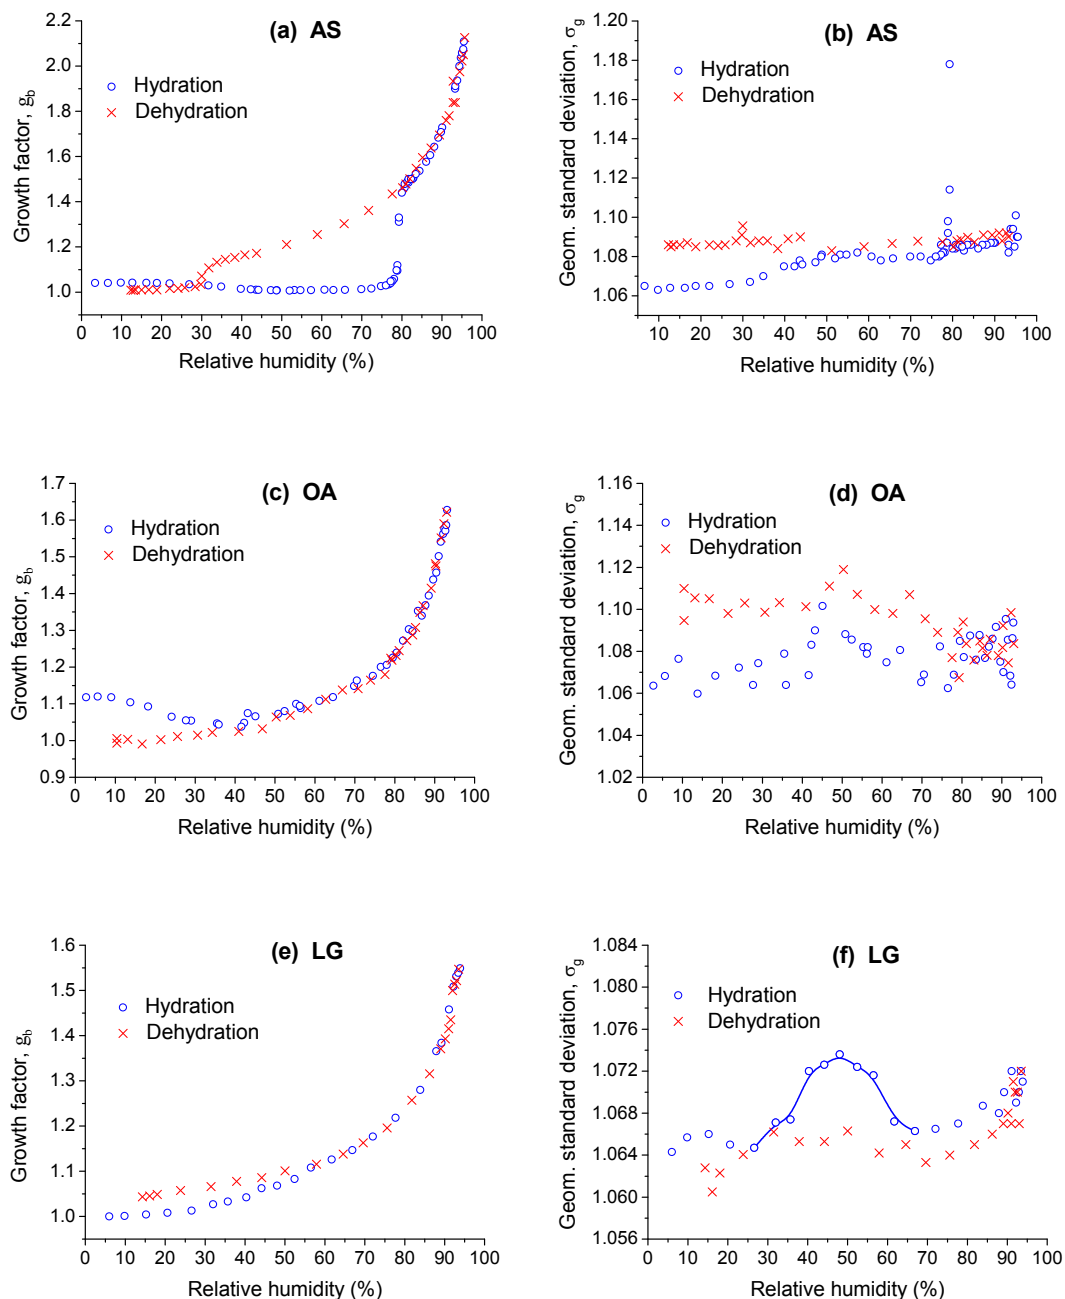 (a) AS
Hydration
Dehydration
Growth factor, g_b
2.2
2.0
1.8
1.6
1.4
1.2
1.0
0 10 20 30 40 50 60 70 80 90 100
Relative humidity (%)
(b) AS
Hydration
Dehydration
Geom. standard deviation, σ_g
1.20
1.18
1.16
1.14
1.12
1.10
1.08
1.06
10 20 30 40 50 60 70 80 90 100
Relative humidity (%)
(c) OA
Hydration
Dehydration
Growth factor, g_b
1.7
1.6
1.5
1.4
1.3
1.2
1.1
1.0
0.9
0 10 20 30 40 50 60 70 80 90 100
Relative humidity (%)
(d) OA
Hydration
Dehydration
Geom. standard deviation, σ_g
1.16
1.14
1.12
1.10
1.08
1.06
1.04
1.02
0 10 20 30 40 50 60 70 80 90 100
Relative humidity (%)
(e) LG
Hydration
Dehydration
Growth factor, g_b
1.6
1.5
1.4
1.3
1.2
1.1
1.0
0 10 20 30 40 50 60 70 80 90 100
Relative humidity (%)
(f) LG
Hydration
Dehydration
Geom. standard deviation, σ_g
1.084
1.080
1.076
1.072
1.068
1.064
1.060
1.056
0 10 20 30 40 50 60 70 80 90 100
Relative humidity (%)